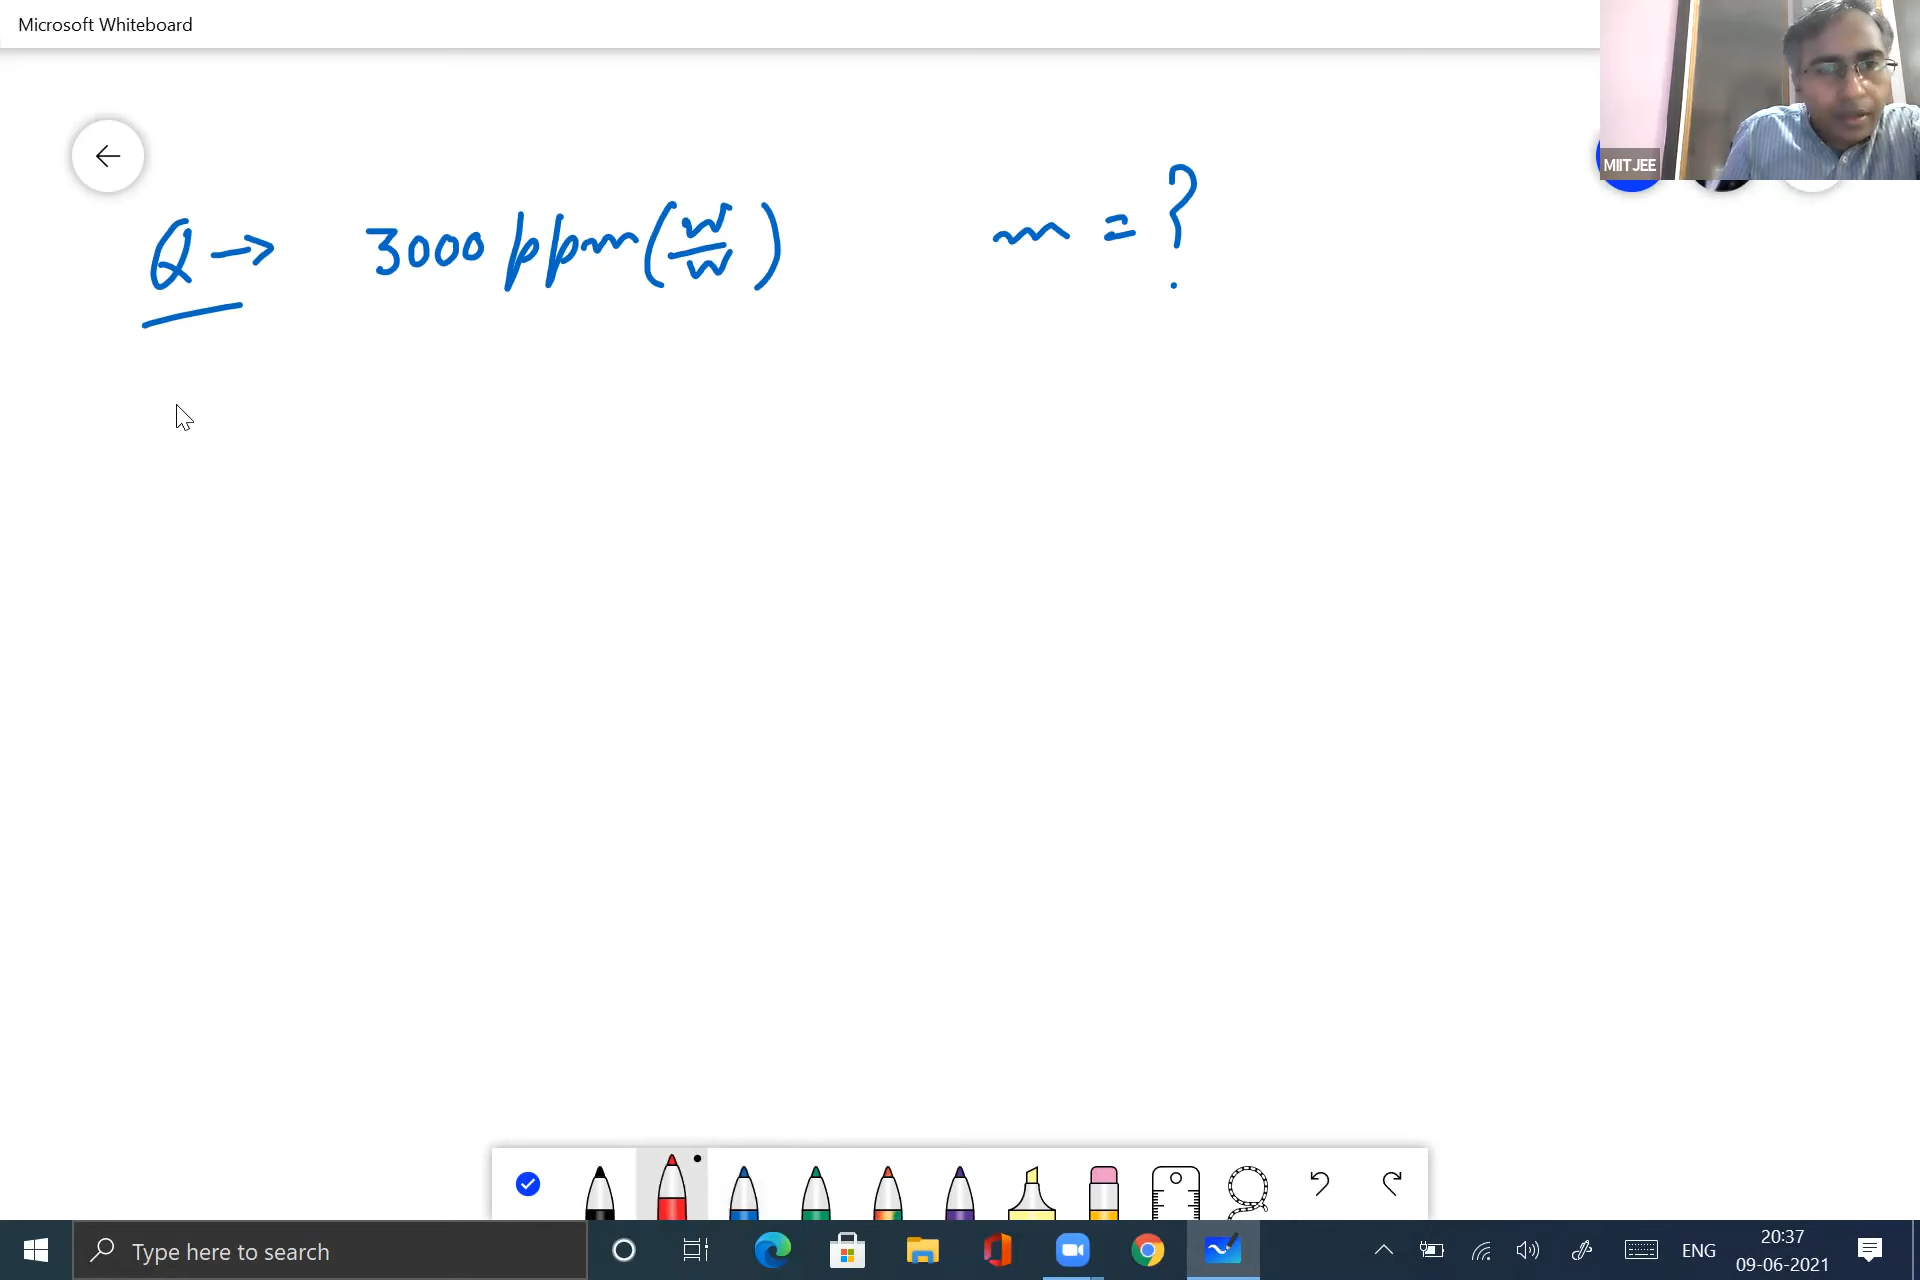 Microsoft Whiteboard
MIIT JEE
Q → 3000 ppm (w/w) m = ?
Type here to search
ENG
20:37
09-06-2021